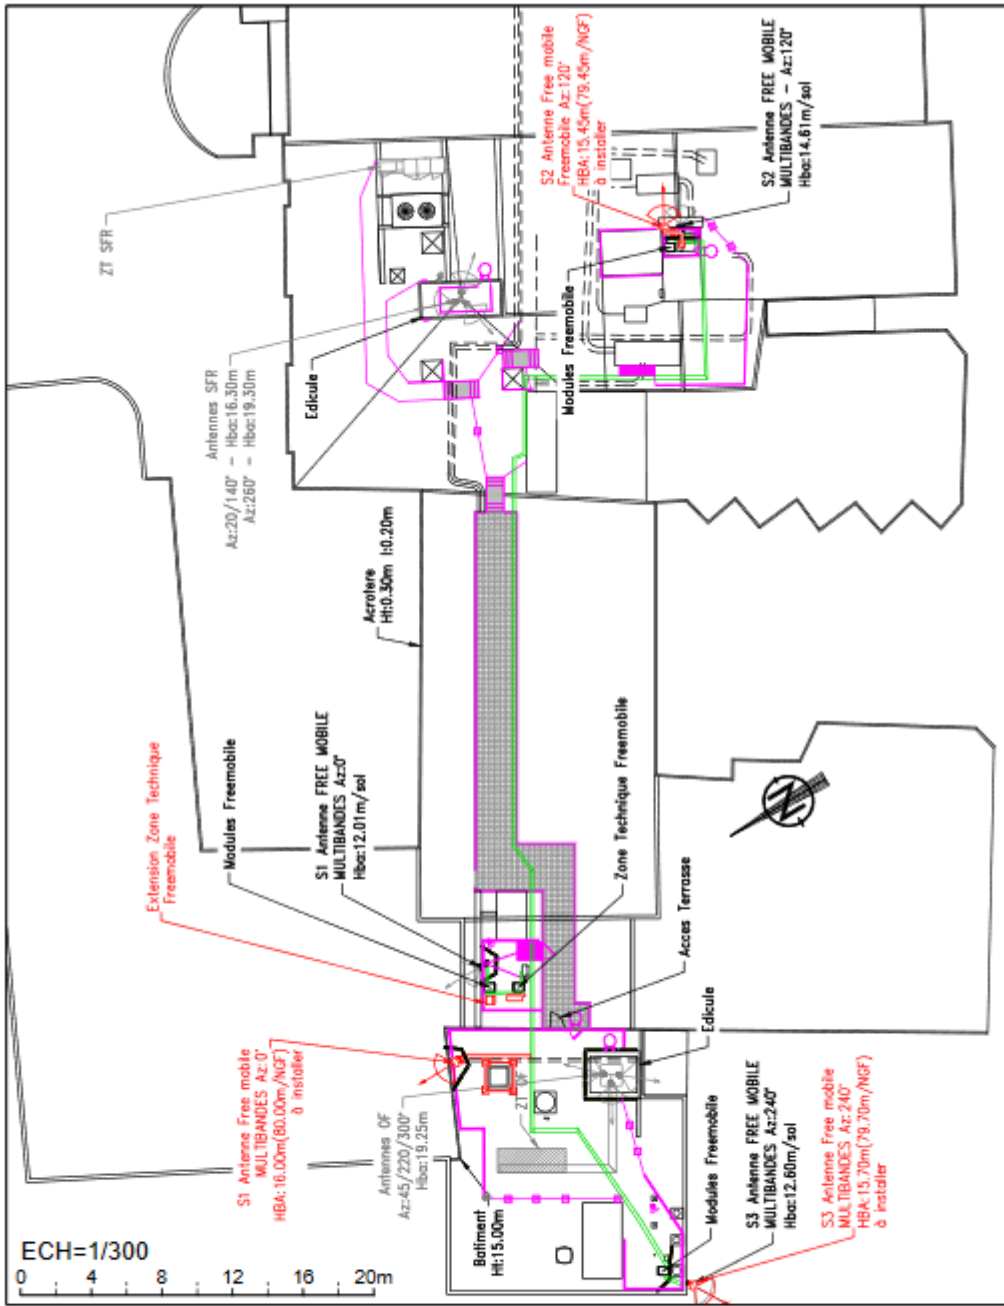 ZT SFR
Antennes SFR
Az:20/140° - Hba:16.30m
Az:260° - Hba:19.30m
Edicule
S2 Antenne Free mobile
Freemobile Az:120°
HBA:15.45m(79.45m/NGF)
à installer
S2 Antenne FREE MOBILE
MULTIBANDES - Az:120°
Hba:14.61m/sol
Modules Freemobile
Acrotere
Ht:0.30m l:0.20m
Extension Zone Technique
Freemobile
Modules Freemobile
S1 Antenne FREE MOBILE
MULTIBANDES Az:0°
Hba:12.01m/sol
Zone Technique Freemobile
Acces Terrasse
Edicule
S1 Antenne Free mobile
MULTIBANDES Az:0°
HBA:16.00m(80.00m/NGF)
à installer
Antennes OF
Az:45/220/300°
Hba:19.25m
ZT OF
Batiment
Ht:15.00m
Modules Freemobile
S3 Antenne FREE MOBILE
MULTIBANDES Az:240°
Hba:12.60m/sol
S3 Antenne Free mobile
MULTIBANDES Az: 240°
HBA:15.70m(79.70m/NGF)
à installer
N
ECH=1/300
0 4 8 12 16 20m